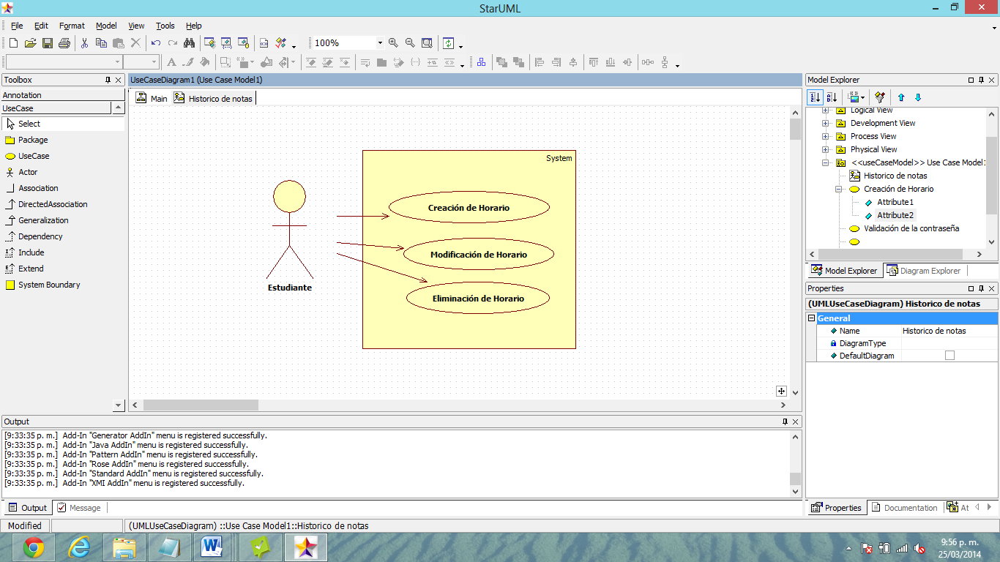 StarUML
File Edit Format Model View Tools Help
100%
Toolbox
Annotation
UseCase
Select
Package
UseCase
Actor
Association
DirectedAssociation
Generalization
Dependency
Include
Extend
System Boundary
UseCaseDiagram1 (Use Case Model1)
Main Historico de notas
System
Creación de Horario
Modificación de Horario
Eliminación de Horario
Estudiante
Model Explorer
Logical View
Development View
Process View
Physical View
<<useCaseModel>> Use Case Model1
Historico de notas
Creación de Horario
Attribute1
Attribute2
Validación de la contraseña
Model Explorer Diagram Explorer
Properties
(UMLUseCaseDiagram) Historico de notas
General
Name Historico de notas
DiagramType
DefaultDiagram
Properties Documentation At
Output
[9:33:35 p. m.] Add-In "Generator AddIn" menu is registered successfully.
[9:33:35 p. m.] Add-In "Java AddIn" menu is registered successfully.
[9:33:35 p. m.] Add-In "Pattern AddIn" menu is registered successfully.
[9:33:35 p. m.] Add-In "Rose AddIn" menu is registered successfully.
[9:33:35 p. m.] Add-In "Standard AddIn" menu is registered successfully.
[9:33:35 p. m.] Add-In "XMI AddIn" menu is registered successfully.
Output Message
Modified
(UMLUseCaseDiagram) ::Use Case Model1::Historico de notas
9:56 p. m.
25/03/2014